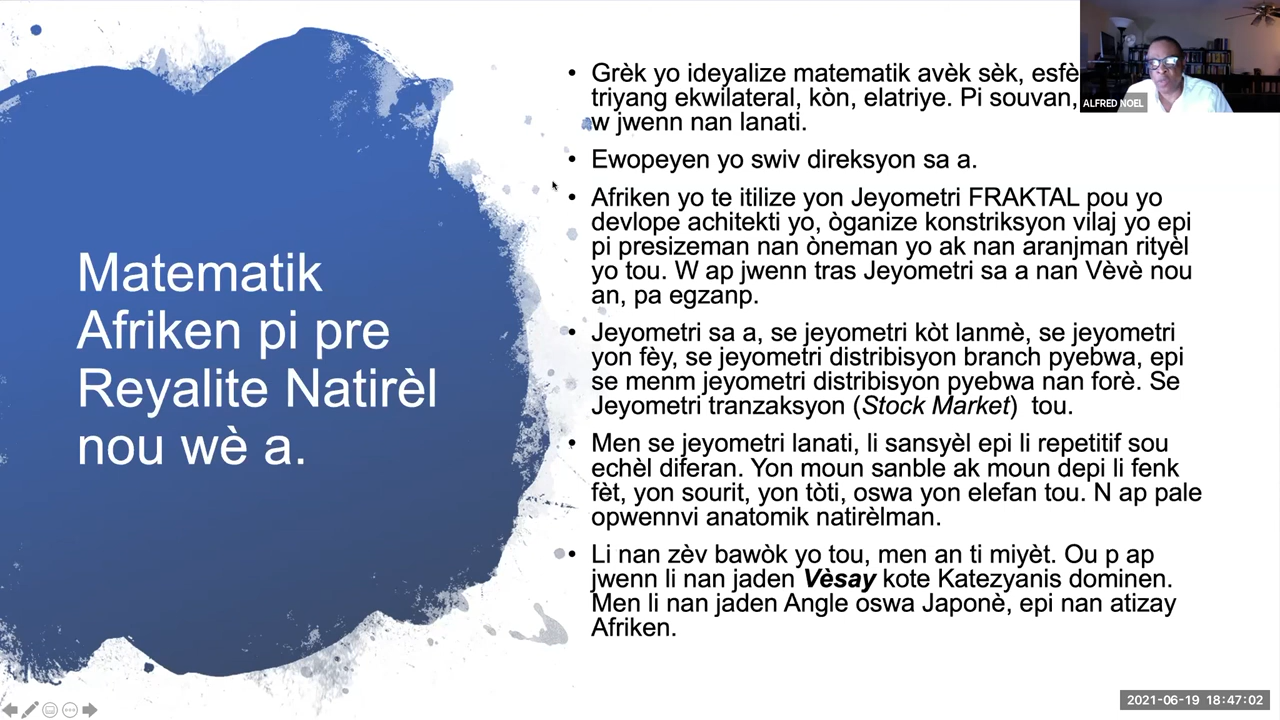 Matematik
Afriken pi pre
Reyalite Natirèl
nou wè a.
• Grèk yo ideyalize matematik avèk sèk,
triyang ekwilateral, kòn, elatriye. Pi souvan,
w jwenn nan lanati.
• Ewopeyen yo swiv direksyon sa a.
• Afriken yo te itilize yon Jeyometri FRAKTAL pou yo
devlope achitekti yo, òganize konstriksyon vilaj yo epi
pi presizeman nan òneman yo ak nan aranjman rityèl
yo tou. W ap jwenn tras Jeyometri sa a nan Vèvè nou
an, pa egzanp.
• Jeyometri sa a, se jeyometri kòt lanmè, se jeyometri
yon fèy, se jeyometri distribisyon branch pyebwa, epi
se menm jeyometri distribisyon pyebwa nan forè. Se
Jeyometri tranzaksyon (Stock Market) tou.
• Men se jeyometri lanati, li sansyèl epi li repetitif sou
echèl diferan. Yon moun sanble ak moun depi li fenk
fèt, yon sourit, yon tòti, oswa yon elefan tou. N ap pale
opwennvi anatomik natirèlman.
• Li nan zèv bawòk yo tou, men an ti miyèt. Ou p ap
jwenn li nan jaden Vèsay kote Katezyanis dominen.
Men li nan jaden Angle oswa Japonè, epi nan atizay
Afriken.
ALFRED NOEL
2021-06-19 18:47:02